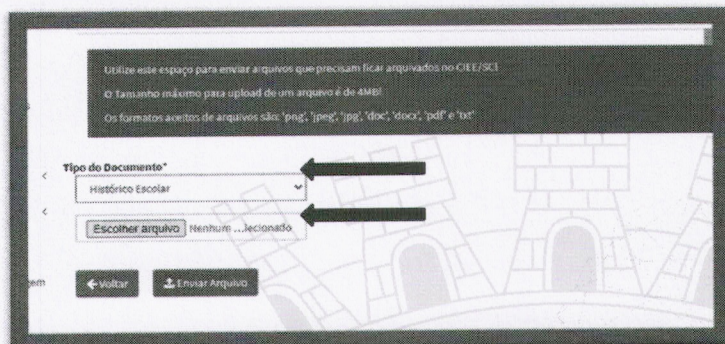 Utilize este espaço para enviar arquivos que precisam ficar arquivados no CIEE/SC!
O Tamanho máximo para upload de um arquivo é de 4MB!
Os formatos aceitos de arquivos são: 'png', 'jpeg', 'jpg', 'doc', 'docx', 'pdf' e 'txt'
Tipo do Documento*
Histórico Escolar
Escolher arquivo Nenhum ...lecionado
Voltar Enviar Arquivo